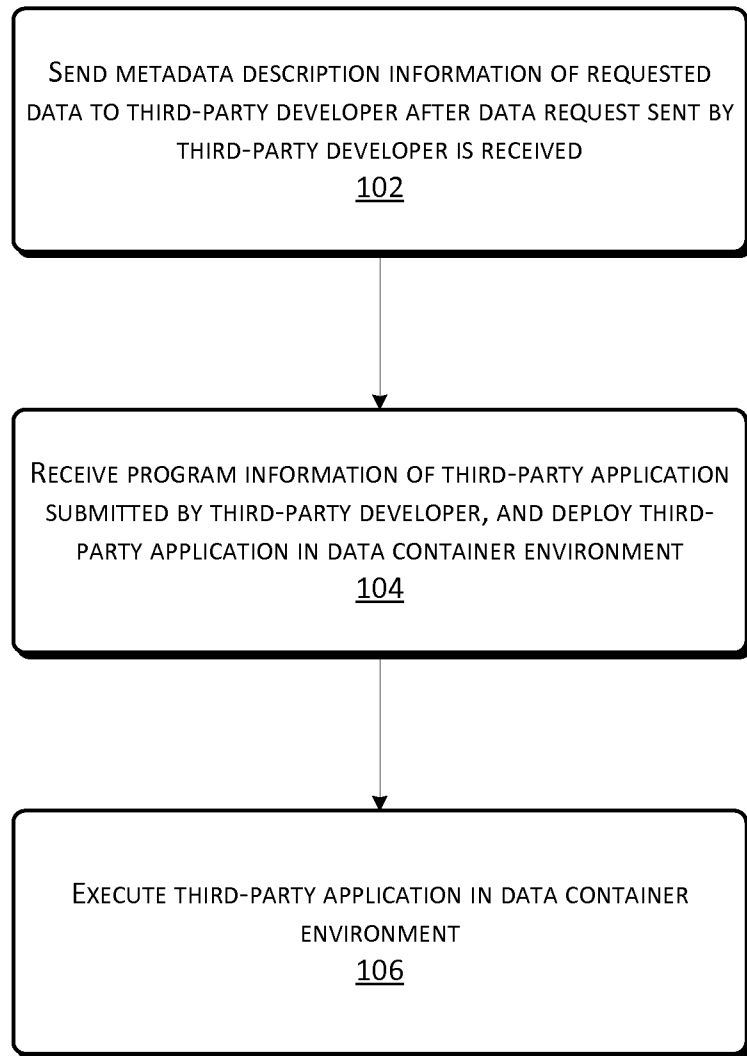 SEND METADATA DESCRIPTION INFORMATION OF REQUESTED
DATA TO THIRD-PARTY DEVELOPER AFTER DATA REQUEST SENT BY
THIRD-PARTY DEVELOPER IS RECEIVED
102
RECEIVE PROGRAM INFORMATION OF THIRD-PARTY APPLICATION
SUBMITTED BY THIRD-PARTY DEVELOPER, AND DEPLOY THIRD-
PARTY APPLICATION IN DATA CONTAINER ENVIRONMENT
104
EXECUTE THIRD-PARTY APPLICATION IN DATA CONTAINER
ENVIRONMENT
106